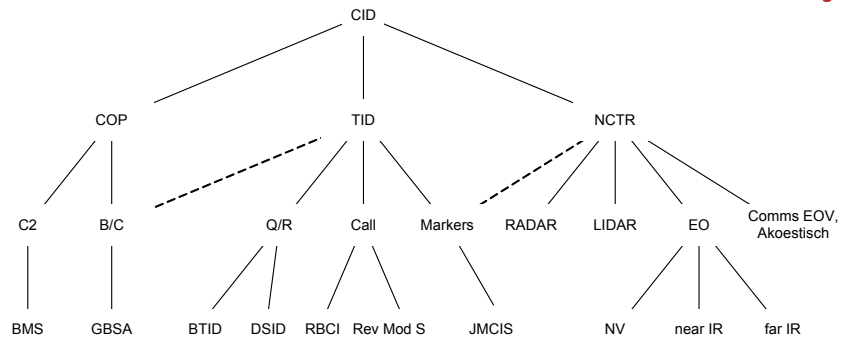 CID
COP
TID
NCTR
C2
B/C
Q/R
Call
Markers
RADAR
LIDAR
EO
Comms EOV,
Akoestisch
BMS
GBSA
BTID
DSID
RBCI
Rev Mod S
JMCIS
NV
near IR
far IR